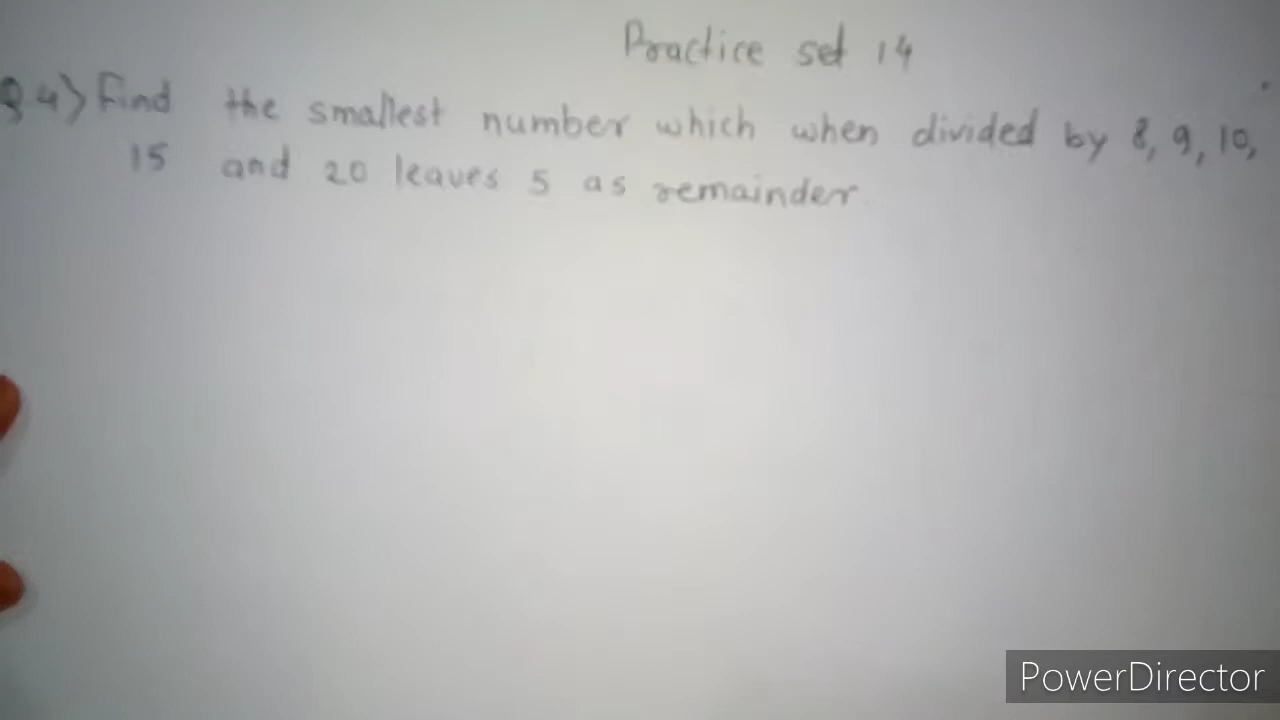 Practice set 14
Q 4) Find the smallest number which when divided by 8, 9, 10,
15 and 20 leaves 5 as remainder.
PowerDirector